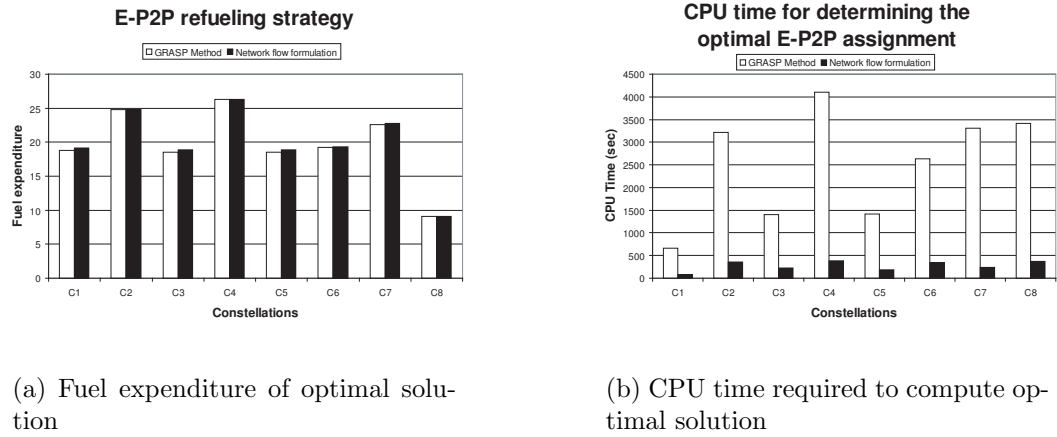 E-P2P refueling strategy
GRASP Method Network flow formulation
30
25
20
15
10
5
0
Fuel expenditure
C1 C2 C3 C4 C5 C6 C7 C8
Constellations
(a) Fuel expenditure of optimal solu-
tion
CPU time for determining the
optimal E-P2P assignment
GRASP Method Network flow formulation
4500
4000
3500
3000
2500
2000
1500
1000
500
0
CPU Time (sec)
C1 C2 C3 C4 C5 C6 C7 C8
Constellations
(b) CPU time required to compute op-
timal solution